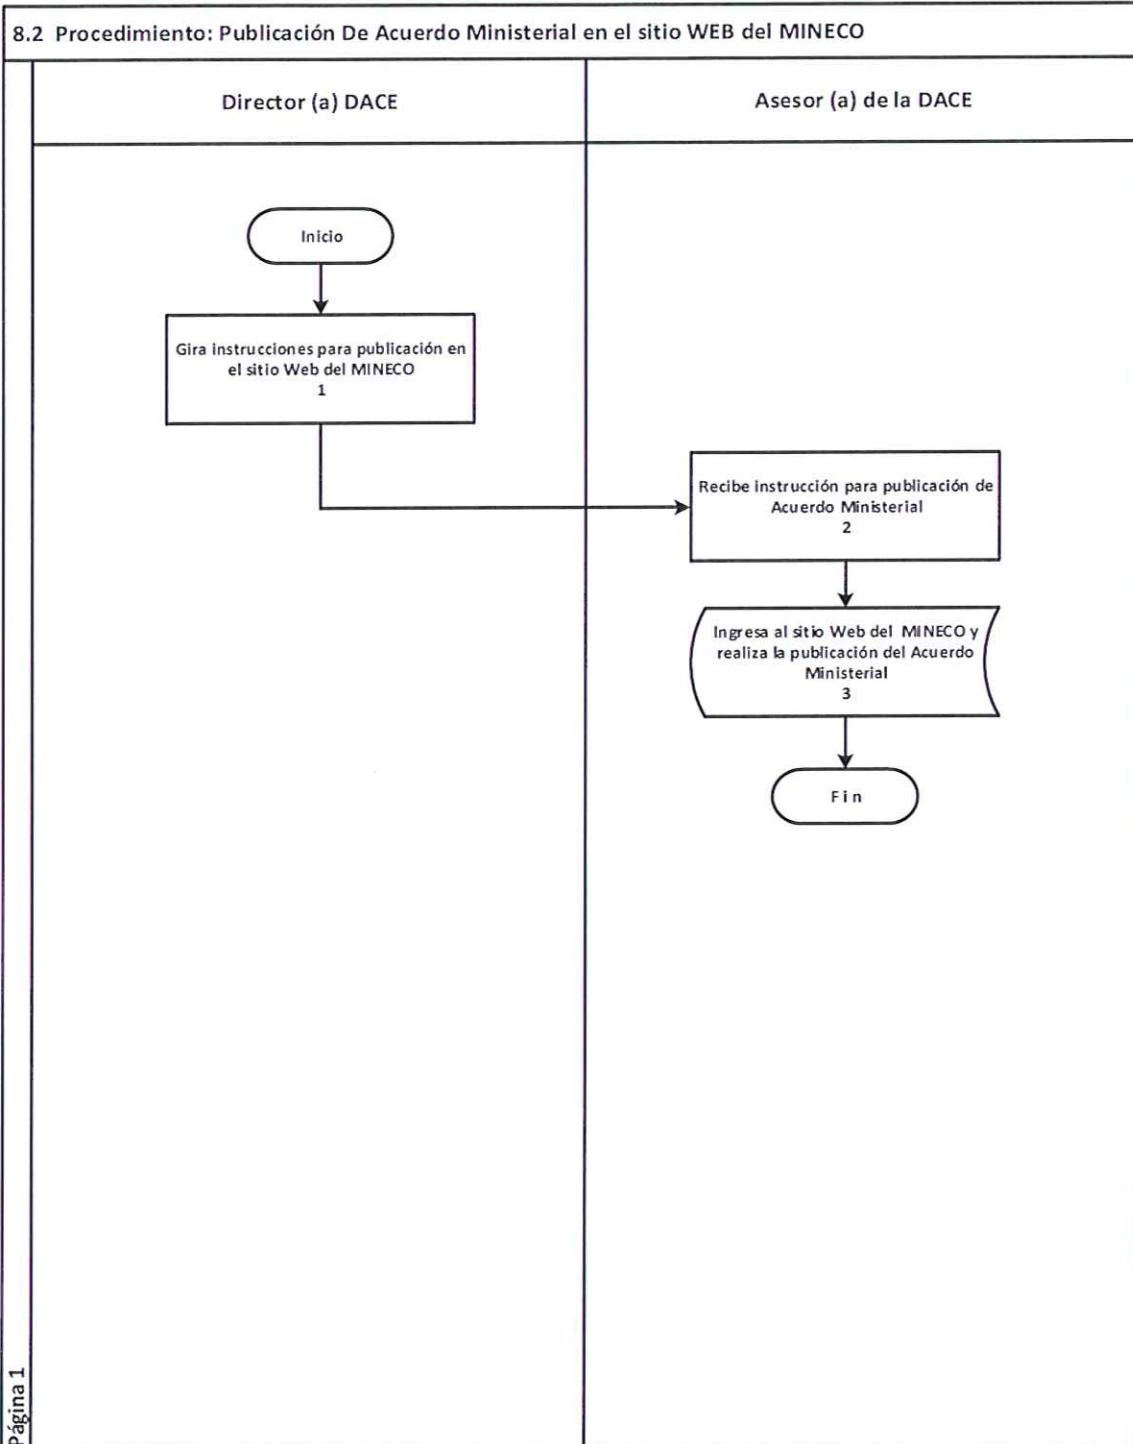 8.2 Procedimiento: Publicación De Acuerdo Ministerial en el sitio WEB del MINECO
Director (a) DACE
Asesor (a) de la DACE
Inicio
Gira instrucciones para publicación en
el sitio Web del MINECO
1
Recibe instrucción para publicación de
Acuerdo Ministerial
2
Ingresa al sitio Web del MINECO y
realiza la publicación del Acuerdo
Ministerial
3
Fin
Página 1